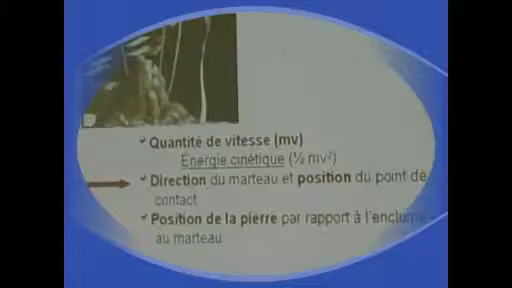 Quantité de vitesse (mv)
Énergie cinétique (½ mv²)
Direction du marteau et position du point de
contact
Position de la pierre par rapport à l'enclume
au marteau